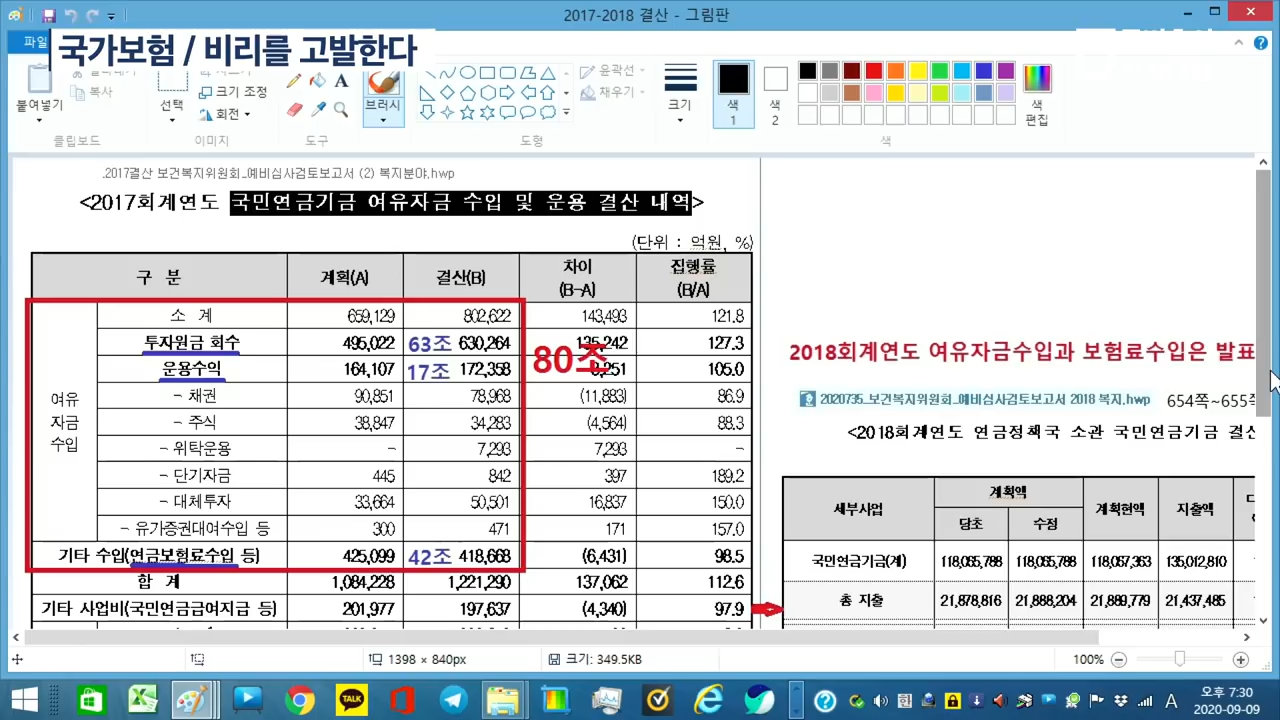 2017-2018 결산 - 그림판
파일
국가보험 / 비리를 고발한다
붙여넣기
복사
클립보드
선택
크기 조정
회전
이미지
A
도구
브러시
윤곽선
채우기
도형
크기
색
1
색
2
색
편집
색
.2017결산 보건복지위원회_예비심사검토보고서 (2) 복지분야.hwp
<2017회계연도 국민연금기금 여유자금 수입 및 운용 결산 내역>
(단위 : 억원, %)
구 분 계획(A) 결산(B) 차이 (B-A) 집행률 (B/A)
여유 자금 수입
소 계 659,129 802,622 143,493 121.8
투자원금 회수 495,022 63조 630,264 135,242 127.3
운용수익 164,107 17조 172,358 8,251 105.0
80조
- 채권 90,851 78,968 (11,883) 86.9
- 주식 38,847 34,283 (4,564) 88.3
- 위탁운용 - 7,293 7,293 -
- 단기자금 445 842 397 189.2
- 대체투자 33,664 50,501 16,837 150.0
- 유가증권대여수입 등 300 471 171 157.0
기타 수입(연금보험료수입 등) 425,099 42조 418,668 (6,431) 98.5
합 계 1,084,228 1,221,290 137,062 112.6
기타 사업비(국민연금급여지급 등) 201,977 197,637 (4,340) 97.9
2018회계연도 여유자금수입과 보험료수입은 발표
2020735_보건복지위원회_예비심사검토보고서 2018 복지.hwp 654쪽~655쪽
<2018회계연도 연금정책국 소관 국민연금기금 결산
세부사업 계획액 계획현액 지출액
당초 수정
국민연금기금(계) 118,065,788 118,065,788 118,067,363 135,012,810
총 지출 21,878,816 21,888,204 21,889,779 21,437,485
1398 × 840px
크기: 349.5KB
100%
TALK
A
오후 7:30
2020-09-09